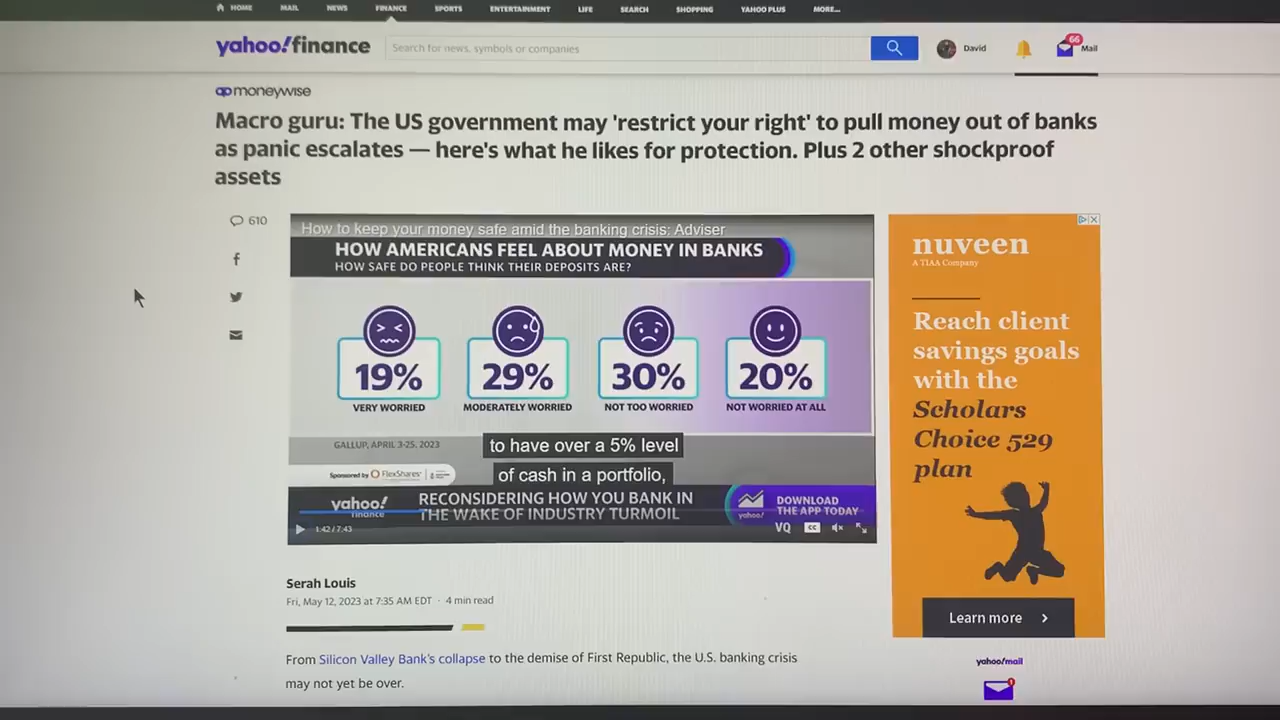 HOME MAIL NEWS FINANCE SPORTS ENTERTAINMENT LIFE SEARCH SHOPPING YAHOO PLUS MORE...
yahoo!finance
Search for news, symbols or companies
David
66
Mail
moneywise
Macro guru: The US government may 'restrict your right' to pull money out of banks
as panic escalates — here's what he likes for protection. Plus 2 other shockproof
assets
610
How to keep your money safe amid the banking crisis: Adviser
HOW AMERICANS FEEL ABOUT MONEY IN BANKS
HOW SAFE DO PEOPLE THINK THEIR DEPOSITS ARE?
19% 29% 30% 20%
VERY WORRIED MODERATELY WORRIED NOT TOO WORRIED NOT WORRIED AT ALL
GALLUP, APRIL 3-25, 2023
to have over a 5% level
of cash in a portfolio,
Sponsored by FlexShares
yahoo!
finance
RECONSIDERING HOW YOU BANK IN
THE WAKE OF INDUSTRY TURMOIL
yahoo!
DOWNLOAD
THE APP TODAY
1:42 / 7:43
VQ CC
nuveen
A TIAA Company
Reach client
savings goals
with the
Scholars
Choice 529
plan
Learn more
Serah Louis
Fri, May 12, 2023 at 7:35 AM EDT · 4 min read
From Silicon Valley Bank's collapse to the demise of First Republic, the U.S. banking crisis
may not yet be over.
yahoo!mail
1